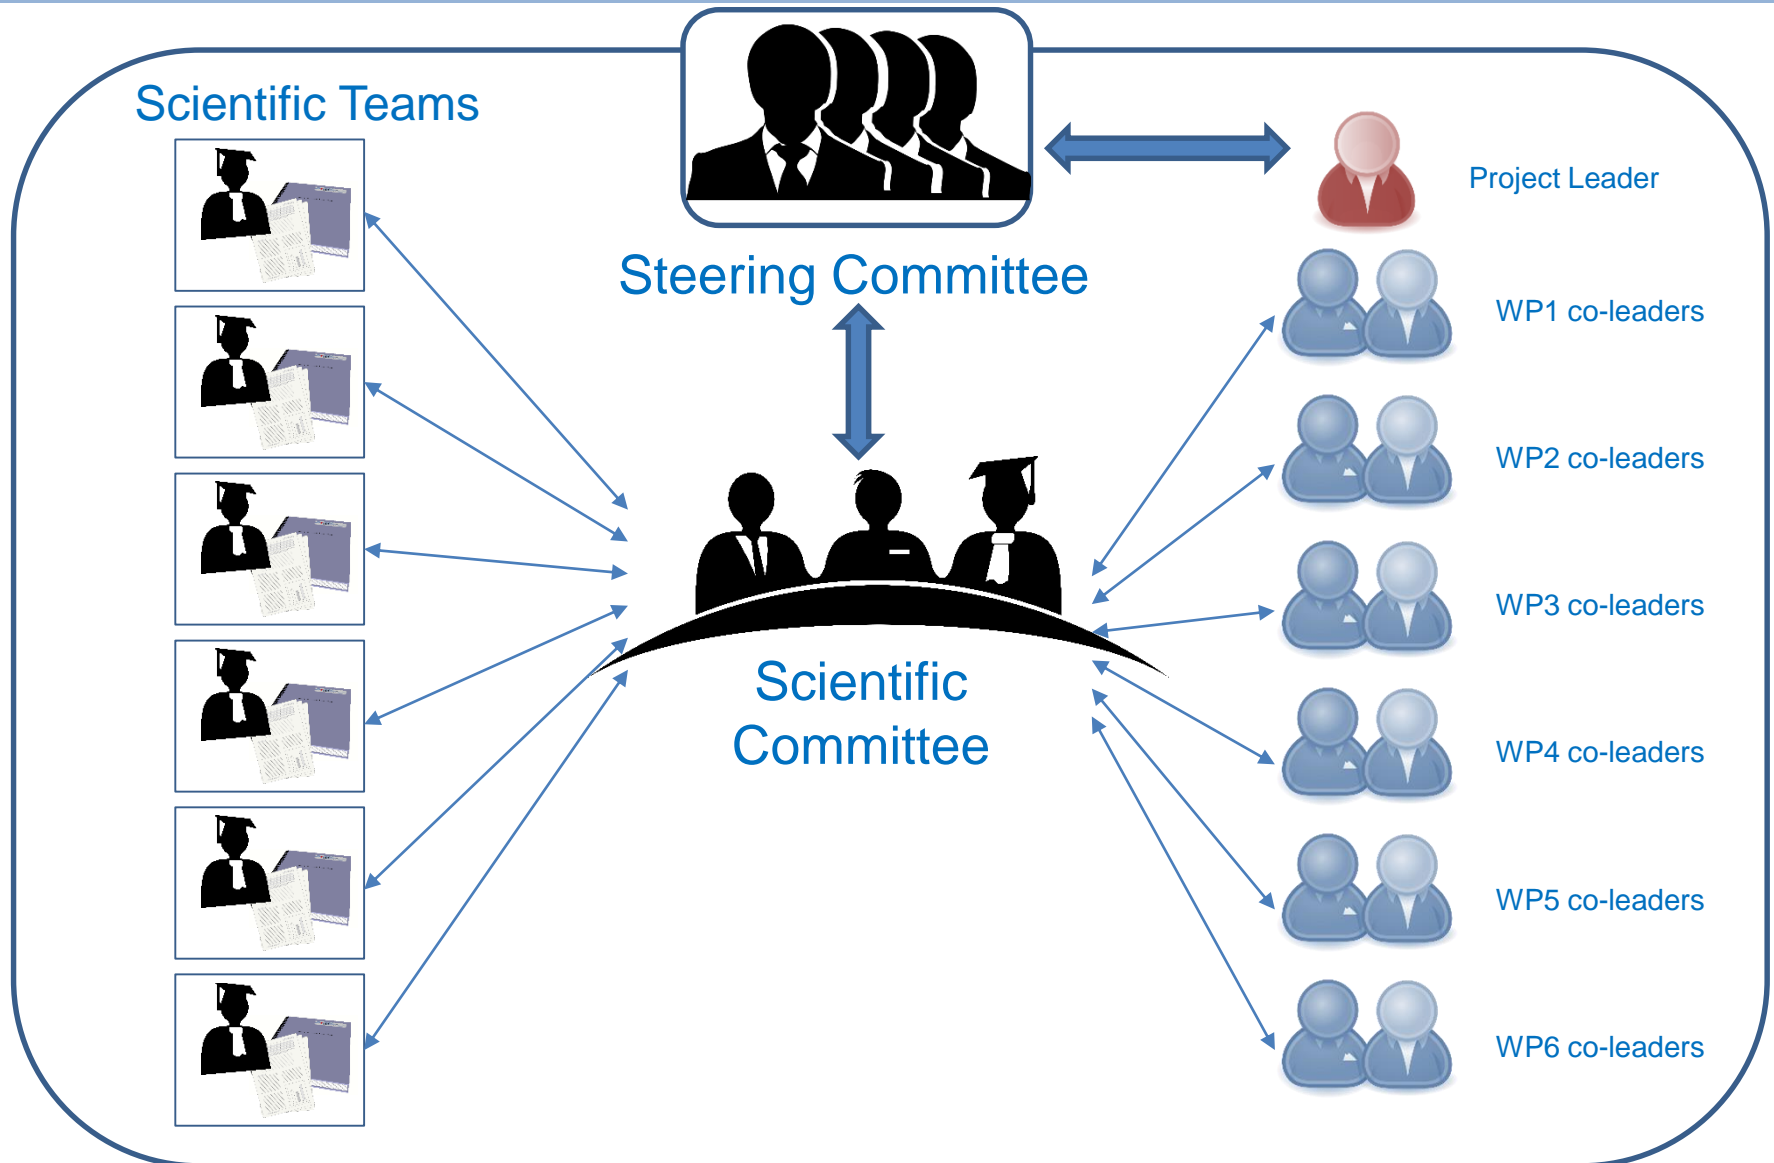 Scientific Teams
Project Leader
Steering Committee
WP1 co-leaders
WP2 co-leaders
WP3 co-leaders
Scientific
Committee
WP4 co-leaders
WP5 co-leaders
WP6 co-leaders